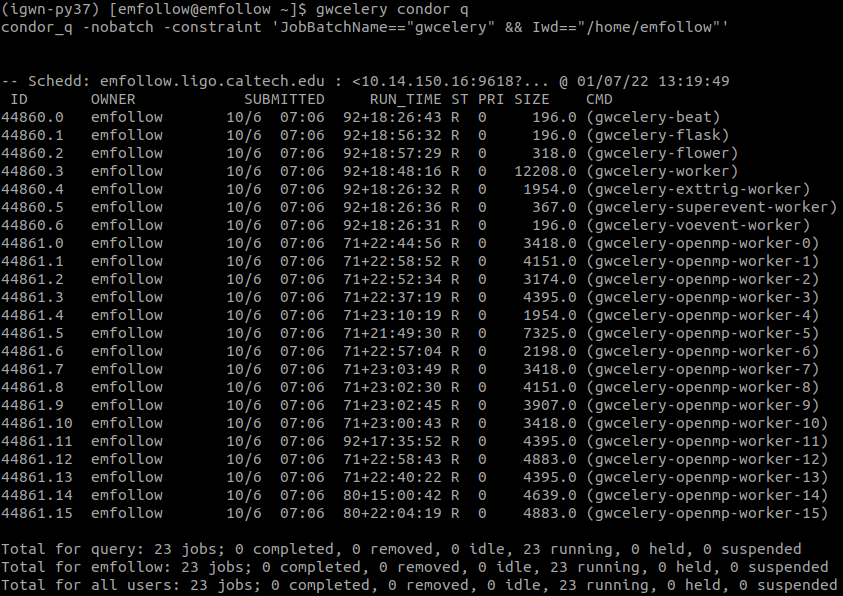 (igwn-py37) [emfollow@emfollow ~]$ gwcelery condor q
condor_q -nobatch -constraint 'JobBatchName=="gwcelery" && Iwd=="/home/emfollow"'
-- Schedd: emfollow.ligo.caltech.edu : <10.14.150.16:9618?... @ 01/07/22 13:19:49
ID OWNER SUBMITTED RUN_TIME ST PRI SIZE CMD
44860.0 emfollow 10/6 07:06 92+18:26:43 R 0 196.0 (gwcelery-beat)
44860.1 emfollow 10/6 07:06 92+18:56:32 R 0 196.0 (gwcelery-flask)
44860.2 emfollow 10/6 07:06 92+18:57:29 R 0 318.0 (gwcelery-flower)
44860.3 emfollow 10/6 07:06 92+18:48:16 R 0 12208.0 (gwcelery-worker)
44860.4 emfollow 10/6 07:06 92+18:26:32 R 0 1954.0 (gwcelery-exttrig-worker)
44860.5 emfollow 10/6 07:06 92+18:26:36 R 0 367.0 (gwcelery-superevent-worker)
44860.6 emfollow 10/6 07:06 92+18:26:31 R 0 196.0 (gwcelery-voevent-worker)
44861.0 emfollow 10/6 07:06 71+22:44:56 R 0 3418.0 (gwcelery-openmp-worker-0)
44861.1 emfollow 10/6 07:06 71+22:58:52 R 0 4151.0 (gwcelery-openmp-worker-1)
44861.2 emfollow 10/6 07:06 71+22:52:34 R 0 3174.0 (gwcelery-openmp-worker-2)
44861.3 emfollow 10/6 07:06 71+22:37:19 R 0 4395.0 (gwcelery-openmp-worker-3)
44861.4 emfollow 10/6 07:06 71+23:10:19 R 0 1954.0 (gwcelery-openmp-worker-4)
44861.5 emfollow 10/6 07:06 71+21:49:30 R 0 7325.0 (gwcelery-openmp-worker-5)
44861.6 emfollow 10/6 07:06 71+22:57:04 R 0 2198.0 (gwcelery-openmp-worker-6)
44861.7 emfollow 10/6 07:06 71+23:03:49 R 0 3418.0 (gwcelery-openmp-worker-7)
44861.8 emfollow 10/6 07:06 71+23:02:30 R 0 4151.0 (gwcelery-openmp-worker-8)
44861.9 emfollow 10/6 07:06 71+23:02:45 R 0 3907.0 (gwcelery-openmp-worker-9)
44861.10 emfollow 10/6 07:06 71+23:00:43 R 0 3418.0 (gwcelery-openmp-worker-10)
44861.11 emfollow 10/6 07:06 92+17:35:52 R 0 4395.0 (gwcelery-openmp-worker-11)
44861.12 emfollow 10/6 07:06 71+22:58:43 R 0 4883.0 (gwcelery-openmp-worker-12)
44861.13 emfollow 10/6 07:06 71+22:40:22 R 0 4395.0 (gwcelery-openmp-worker-13)
44861.14 emfollow 10/6 07:06 80+15:00:42 R 0 4639.0 (gwcelery-openmp-worker-14)
44861.15 emfollow 10/6 07:06 80+22:04:19 R 0 4883.0 (gwcelery-openmp-worker-15)
Total for query: 23 jobs; 0 completed, 0 removed, 0 idle, 23 running, 0 held, 0 suspended
Total for emfollow: 23 jobs; 0 completed, 0 removed, 0 idle, 23 running, 0 held, 0 suspended
Total for all users: 23 jobs; 0 completed, 0 removed, 0 idle, 23 running, 0 held, 0 suspended